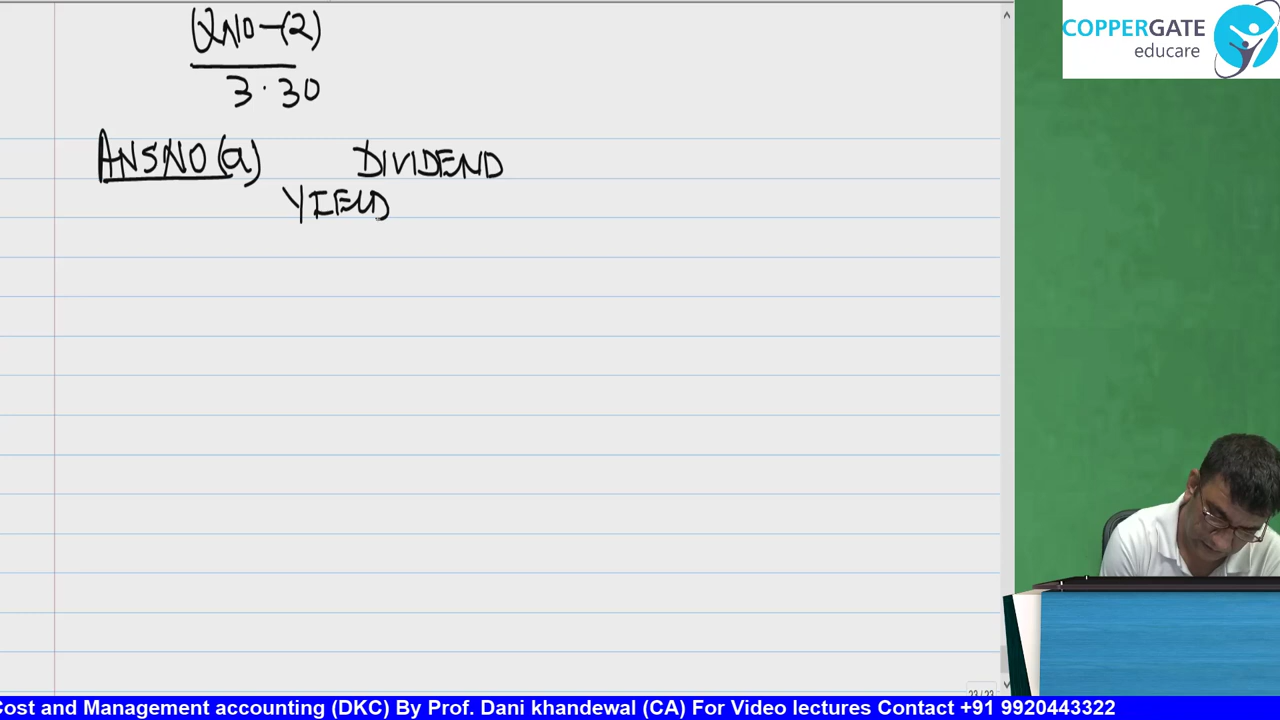 QNO-(2)
3.30
ANSNO(a) DIVIDEND
YIELD
COPPERGATE
educare
Cost and Management accounting (DKC) By Prof. Dani khandewal (CA) For Video lectures Contact +91 9920443322